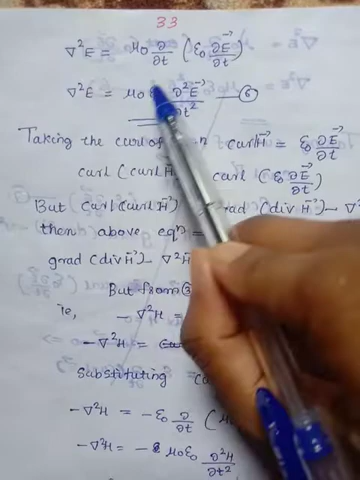 33
∇²E = μ₀ ∂/∂t (ε₀ ∂E⃗/∂t)
∇²E = μ₀ ∂²E⃗/∂t² — ⑥
Taking the curl of curl H⃗ = ε₀ ∂E⃗/∂t
curl (curl H⃗) curl (ε₀ ∂E⃗/∂t)
But (curl (curl H⃗) grad (div H⃗) - ∇²
then above eqⁿ =
grad (div H⃗) - ∇²H⃗
But from ③
ie, - ∇²H =
- ∇²H =
Substituting
- ∇²H = - ε₀ ∂/∂t (μ₀
- ∇²H = - μ₀ε₀ ∂²H/∂t²